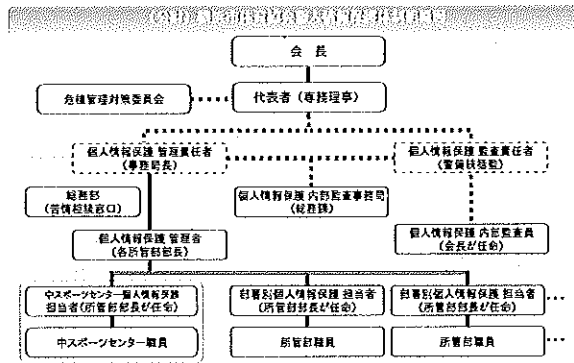 会長
代表者（専務理事）
危機管理対策委員会
個人情報保護 管理責任者
（事務局長）
個人情報保護 監査責任者
総務部
（苦情相談窓口）
個人情報保護 内部監査事務局
（総務課）
個人情報保護 管理者
（各所管部部長）
個人情報保護 内部監査員
（会長が任命）
中スポーツセンター個人情報保護
担当者（所管部部長が任命）
部署別個人情報保護 担当者
（所管部部長が任命）
部署別個人情報保護 担当者
（所管部部長が任命）
中スポーツセンター職員
所管部職員
所管部職員